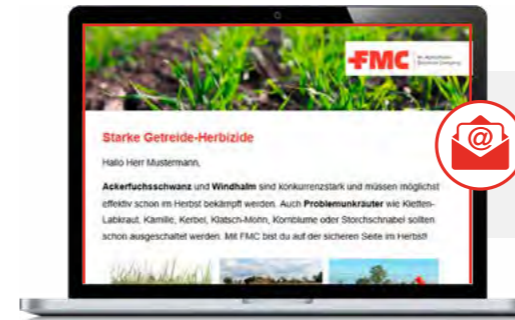 FMC
An Agricultural
Sciences Company
Starke Getreide-Herbizide
Hallo Herr Mustermann,
Ackerfuchsschwanz und Windhalm sind konkurrenzstark und müssen möglichst
effektiv schon im Herbst bekämpft werden. Auch Problemunkräuter wie Kletten-
Labkraut, Kamille, Kerbel, Klatsch-Mohn, Kornblume oder Storchschnabel sollten
schon ausgeschaltet werden. Mit FMC bist du auf der sicheren Seite im Herbst!
@